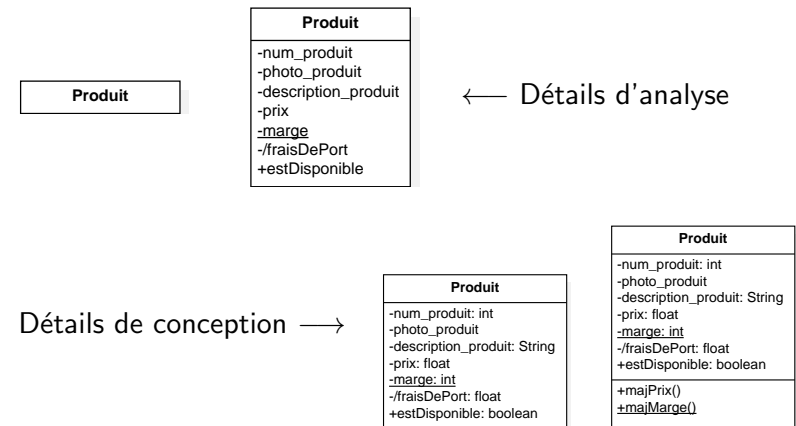 Produit
Produit
-num_produit
-photo_produit
-description_produit
-prix
-marge
-/fraisDePort
+estDisponible
⟵ Détails d'analyse
Détails de conception ⟶
Produit
-num_produit: int
-photo_produit
-description_produit: String
-prix: float
-marge: int
-/fraisDePort: float
+estDisponible: boolean
Produit
-num_produit: int
-photo_produit
-description_produit: String
-prix: float
-marge: int
-/fraisDePort: float
+estDisponible: boolean
+majPrix()
+majMarge()